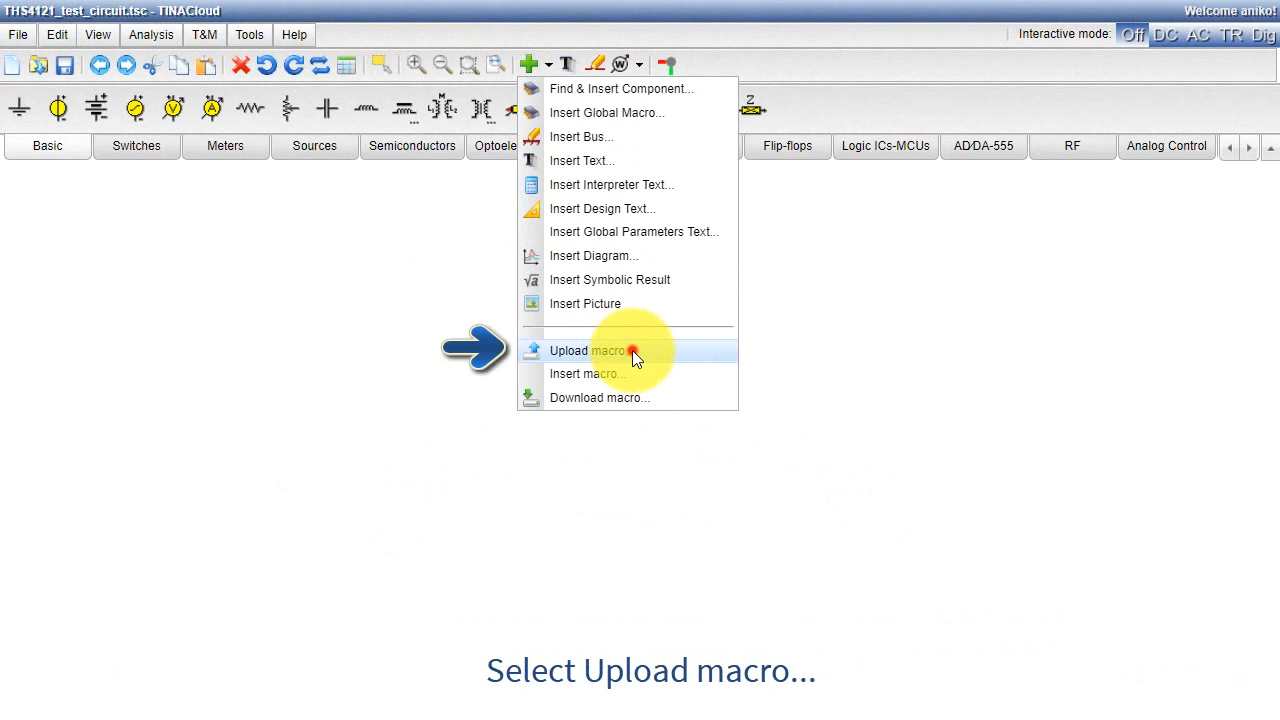 THS4121_test_circuit.tsc - TINACloud
Welcome aniko!
File Edit View Analysis T&M Tools Help
Interactive mode: Off DC AC TR Dig
Find & Insert Component...
Insert Global Macro...
Insert Bus...
Insert Text...
Insert Interpreter Text...
Insert Design Text...
Insert Global Parameters Text...
Insert Diagram...
Insert Symbolic Result
Insert Picture
Upload macro
Insert macro...
Download macro...
Z
Basic Switches Meters Sources Semiconductors Optoele Flip-flops Logic ICs-MCUs AD/DA-555 RF Analog Control
Select Upload macro...